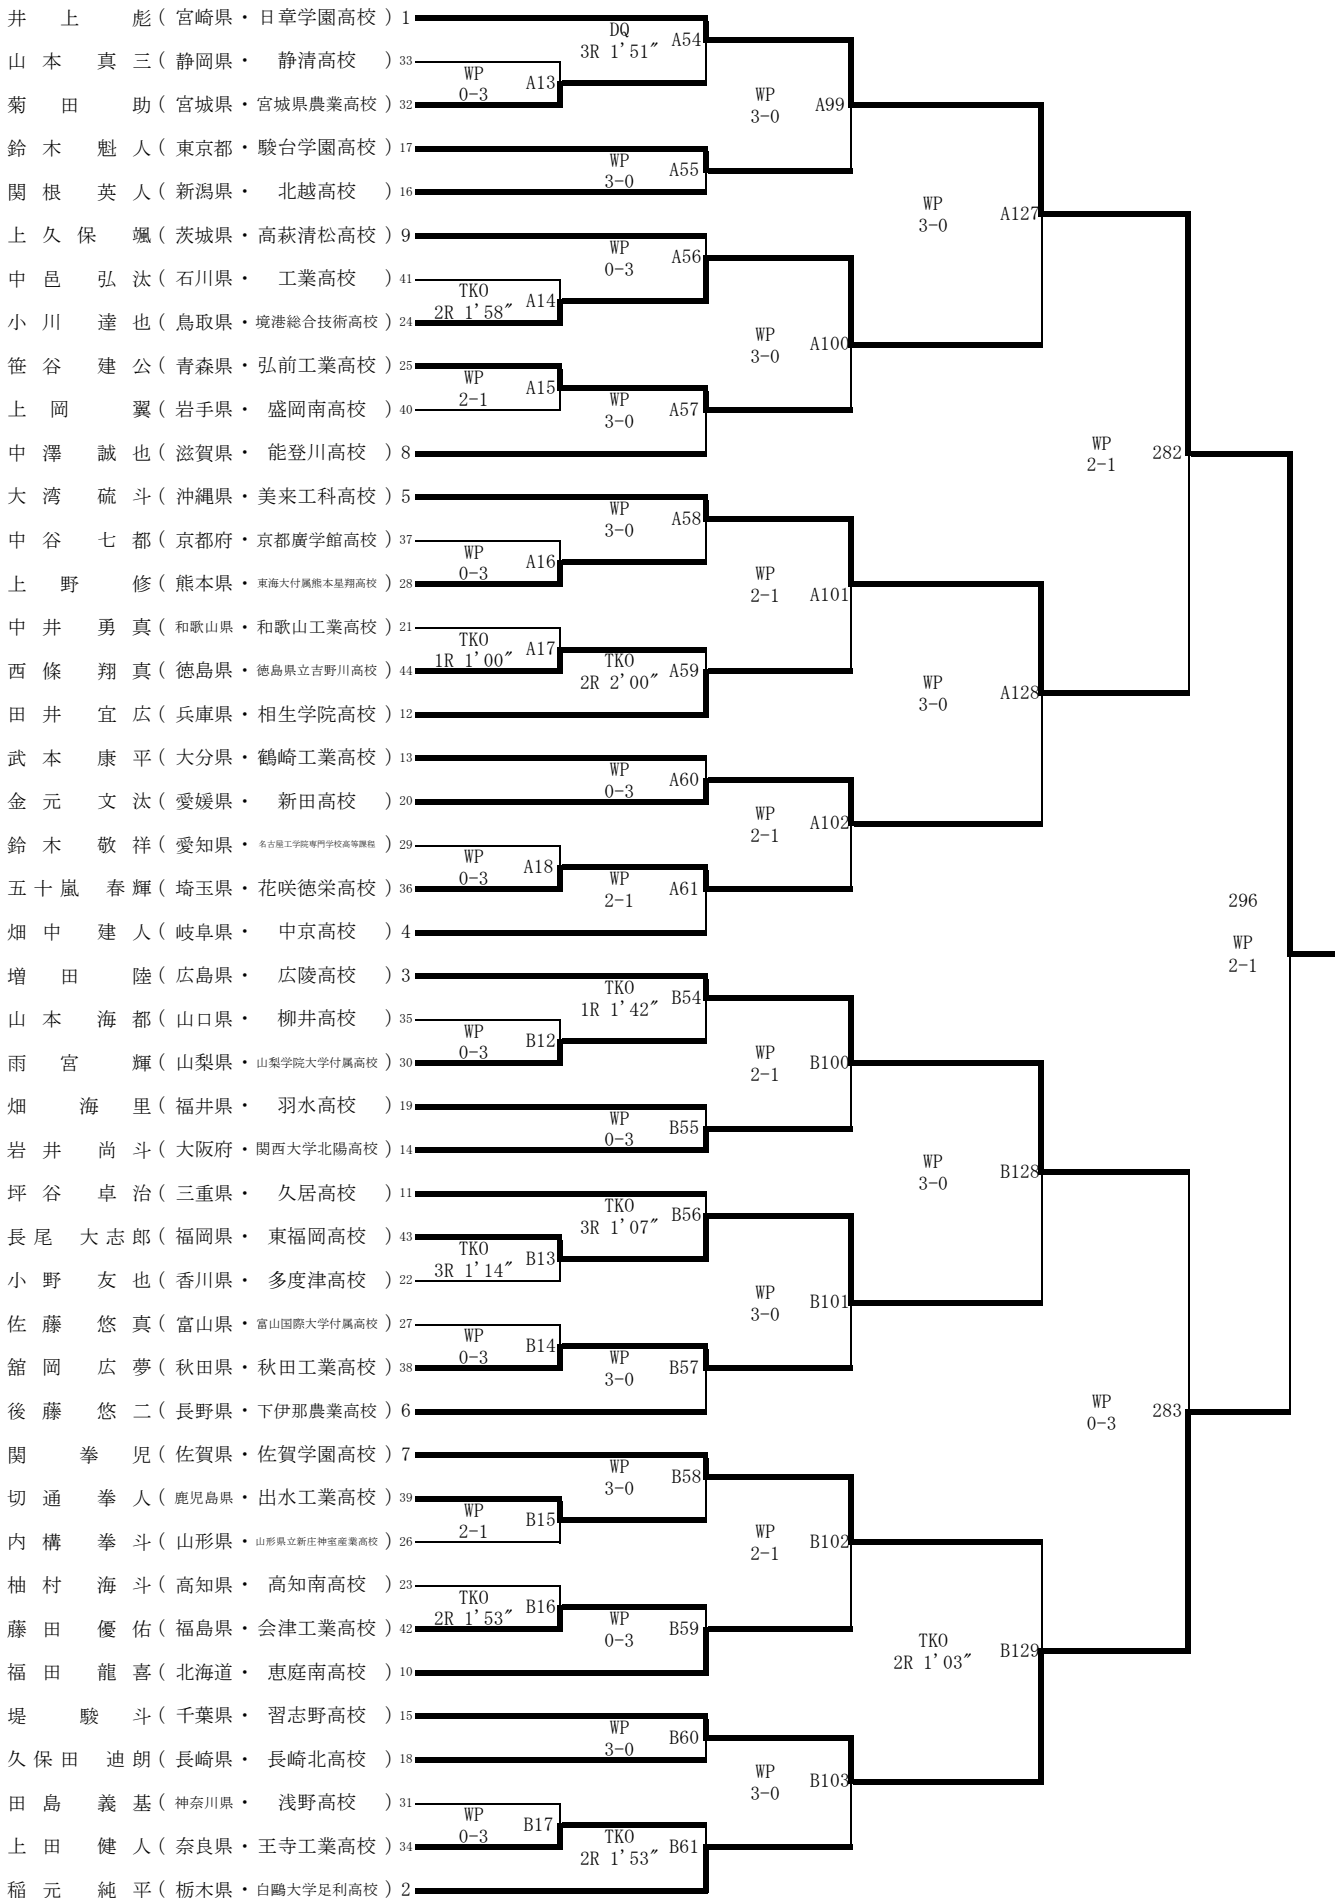 井上 彪 ( 宮崎県・日章学園高校 ) 1
山本 真三 ( 静岡県・静清高校 ) 33
菊田 助 ( 宮城県・宮城県農業高校 ) 32
鈴木 魁人 ( 東京都・駿台学園高校 ) 17
関根 英人 ( 新潟県・北越高校 ) 16
上久保 颯 ( 茨城県・高萩清松高校 ) 9
中邑 弘汰 ( 石川県・工業高校 ) 41
小川 達也 ( 鳥取県・境港総合技術高校 ) 24
笹谷 建公 ( 青森県・弘前工業高校 ) 25
上岡 翼 ( 岩手県・盛岡南高校 ) 40
中澤 誠也 ( 滋賀県・能登川高校 ) 8
大湾 硫斗 ( 沖縄県・美来工科高校 ) 5
中谷 七都 ( 京都府・京都廣学館高校 ) 37
上野 修 ( 熊本県・東海大付属熊本星翔高校 ) 28
中井 勇真 ( 和歌山県・和歌山工業高校 ) 21
西條 翔真 ( 徳島県・徳島県立吉野川高校 ) 44
田井 宜広 ( 兵庫県・相生学院高校 ) 12
武本 康平 ( 大分県・鶴崎工業高校 ) 13
金元 文汰 ( 愛媛県・新田高校 ) 20
鈴木 敬祥 ( 愛知県・名古屋工学院専門学校高等課程 ) 29
五十嵐 春輝 ( 埼玉県・花咲徳栄高校 ) 36
畑中 建人 ( 岐阜県・中京高校 ) 4
増田 陸 ( 広島県・広陵高校 ) 3
山本 海都 ( 山口県・柳井高校 ) 35
雨宮 輝 ( 山梨県・山梨学院大学付属高校 ) 30
畑 海里 ( 福井県・羽水高校 ) 19
岩井 尚斗 ( 大阪府・関西大学北陽高校 ) 14
坪谷 卓治 ( 三重県・久居高校 ) 11
長尾 大志郎 ( 福岡県・東福岡高校 ) 43
小野 友也 ( 香川県・多度津高校 ) 22
佐藤 悠真 ( 富山県・富山国際大学付属高校 ) 27
舘岡 広夢 ( 秋田県・秋田工業高校 ) 38
後藤 悠二 ( 長野県・下伊那農業高校 ) 6
関 拳児 ( 佐賀県・佐賀学園高校 ) 7
切通 拳人 ( 鹿児島県・出水工業高校 ) 39
内構 拳斗 ( 山形県・山形県立新庄神室産業高校 ) 26
柚村 海斗 ( 高知県・高知南高校 ) 23
藤田 優佑 ( 福島県・会津工業高校 ) 42
福田 龍喜 ( 北海道・恵庭南高校 ) 10
堤 駿斗 ( 千葉県・習志野高校 ) 15
久保田 迪朗 ( 長崎県・長崎北高校 ) 18
田島 義基 ( 神奈川県・浅野高校 ) 31
上田 健人 ( 奈良県・王寺工業高校 ) 34
稲元 純平 ( 栃木県・白鷗大学足利高校 ) 2
WP
0-3 A13
TKO
2R 1'58″ A14
WP
2-1 A15
WP
0-3 A16
TKO
1R 1'00″ A17
WP
0-3 A18
WP
0-3 B12
TKO
3R 1'14″ B13
WP
0-3 B14
WP
2-1 B15
TKO
2R 1'53″ B16
WP
0-3 B17
DQ
3R 1'51″ A54
WP
3-0 A55
WP
0-3 A56
WP
3-0 A57
WP
3-0 A58
TKO
2R 2'00″ A59
WP
0-3 A60
WP
2-1 A61
TKO
1R 1'42″ B54
WP
0-3 B55
TKO
3R 1'07″ B56
WP
3-0 B57
WP
3-0 B58
WP
0-3 B59
WP
3-0 B60
TKO
2R 1'53″ B61
WP
3-0 A99
WP
3-0 A100
WP
2-1 A101
WP
2-1 A102
WP
2-1 B100
WP
3-0 B101
WP
2-1 B102
WP
3-0 B103
WP
3-0 A127
WP
3-0 A128
WP
3-0 B128
TKO
2R 1'03″ B129
WP
2-1 282
WP
0-3 283
296
WP
2-1